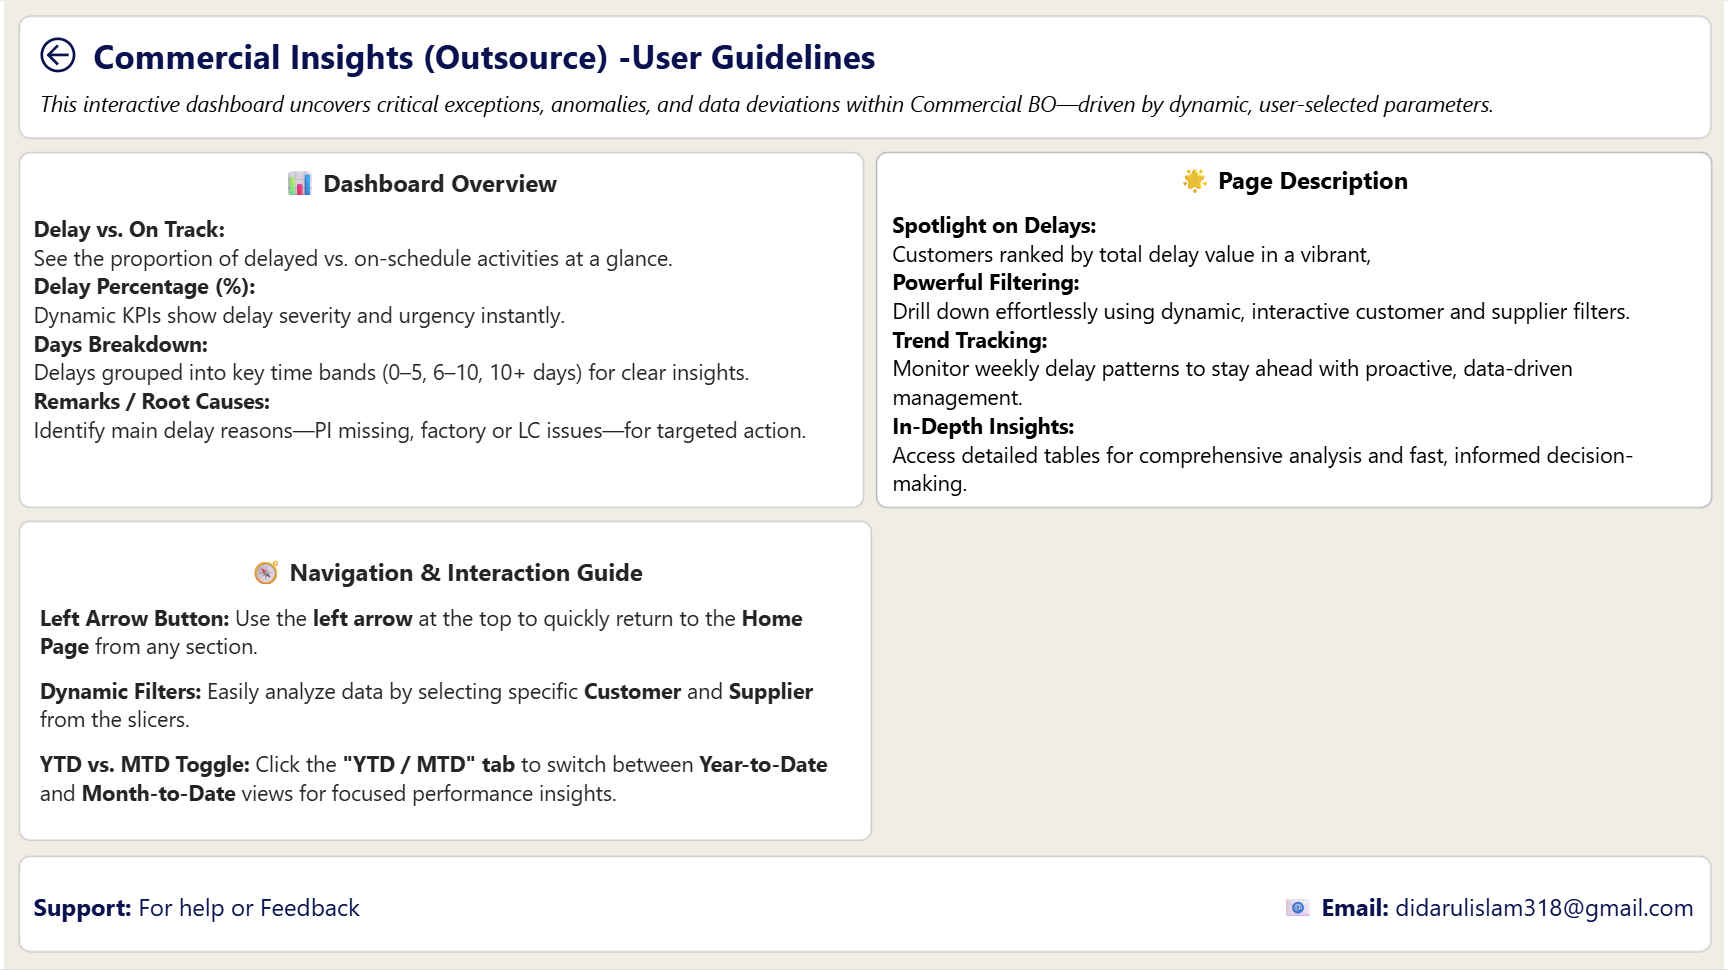 Commercial Insights (Outsource) -User Guidelines
This interactive dashboard uncovers critical exceptions, anomalies, and data deviations within Commercial BO—driven by dynamic, user-selected parameters.
Dashboard Overview
Delay vs. On Track:
See the proportion of delayed vs. on-schedule activities at a glance.
Delay Percentage (%):
Dynamic KPIs show delay severity and urgency instantly.
Days Breakdown:
Delays grouped into key time bands (0–5, 6–10, 10+ days) for clear insights.
Remarks / Root Causes:
Identify main delay reasons—PI missing, factory or LC issues—for targeted action.
Page Description
Spotlight on Delays:
Customers ranked by total delay value in a vibrant,
Powerful Filtering:
Drill down effortlessly using dynamic, interactive customer and supplier filters.
Trend Tracking:
Monitor weekly delay patterns to stay ahead with proactive, data-driven
management.
In-Depth Insights:
Access detailed tables for comprehensive analysis and fast, informed decision-
making.
Navigation & Interaction Guide
Left Arrow Button: Use the left arrow at the top to quickly return to the Home
Page from any section.
Dynamic Filters: Easily analyze data by selecting specific Customer and Supplier
from the slicers.
YTD vs. MTD Toggle: Click the "YTD / MTD" tab to switch between Year-to-Date
and Month-to-Date views for focused performance insights.
Support: For help or Feedback
Email: didarulislam318@gmail.com